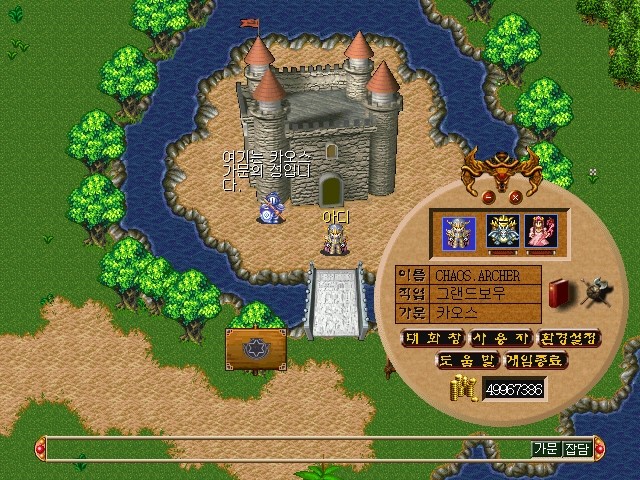 여기는 카오스
가문의 성입니
다.
아디
이름 CHAOS.ARCHER
직업 그랜드보우
가문 카오스
대화창 사용자 환경설정
도움말 게임종료
49967386
가문 잡담